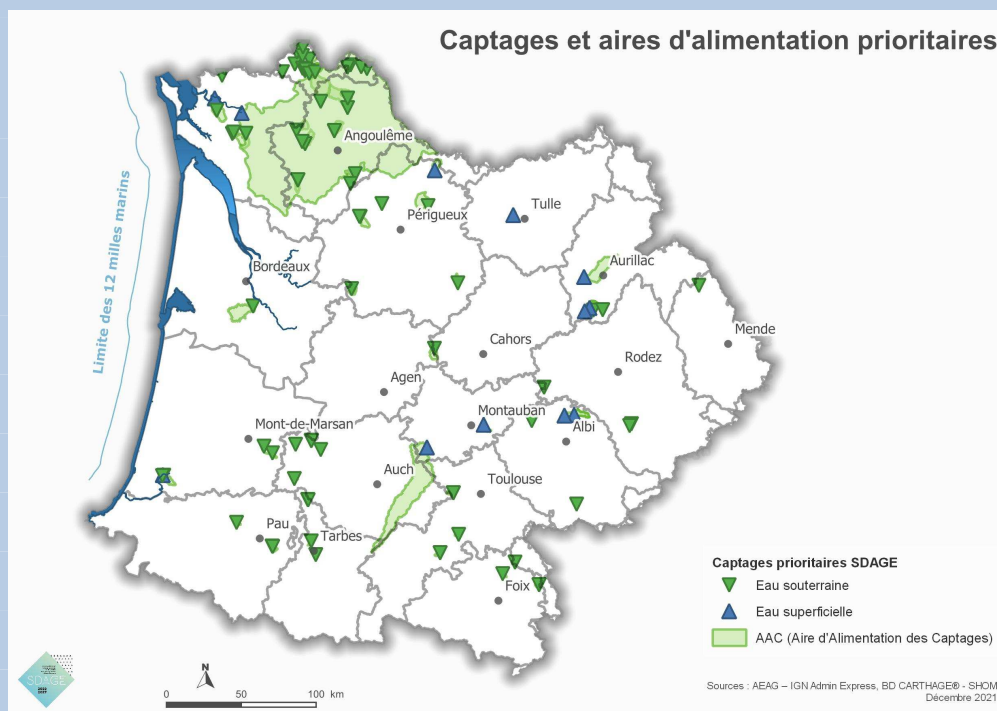 Captages et aires d'alimentation prioritaires
Limite des 12 milles marins
Angoulême
Périgueux
Tulle
Bordeaux
Aurillac
Mende
Cahors
Rodez
Agen
Mont-de-Marsan
Montauban
Albi
Auch
Toulouse
Pau
Tarbes
Foix
Captages prioritaires SDAGE
Eau souterraine
Eau superficielle
AAC (Aire d'Alimentation des Captages)
SDAGE
2022
2027
N
0 50 100 km
Sources : AEAG – IGN Admin Express, BD CARTHAGE® - SHOM
Décembre 2021